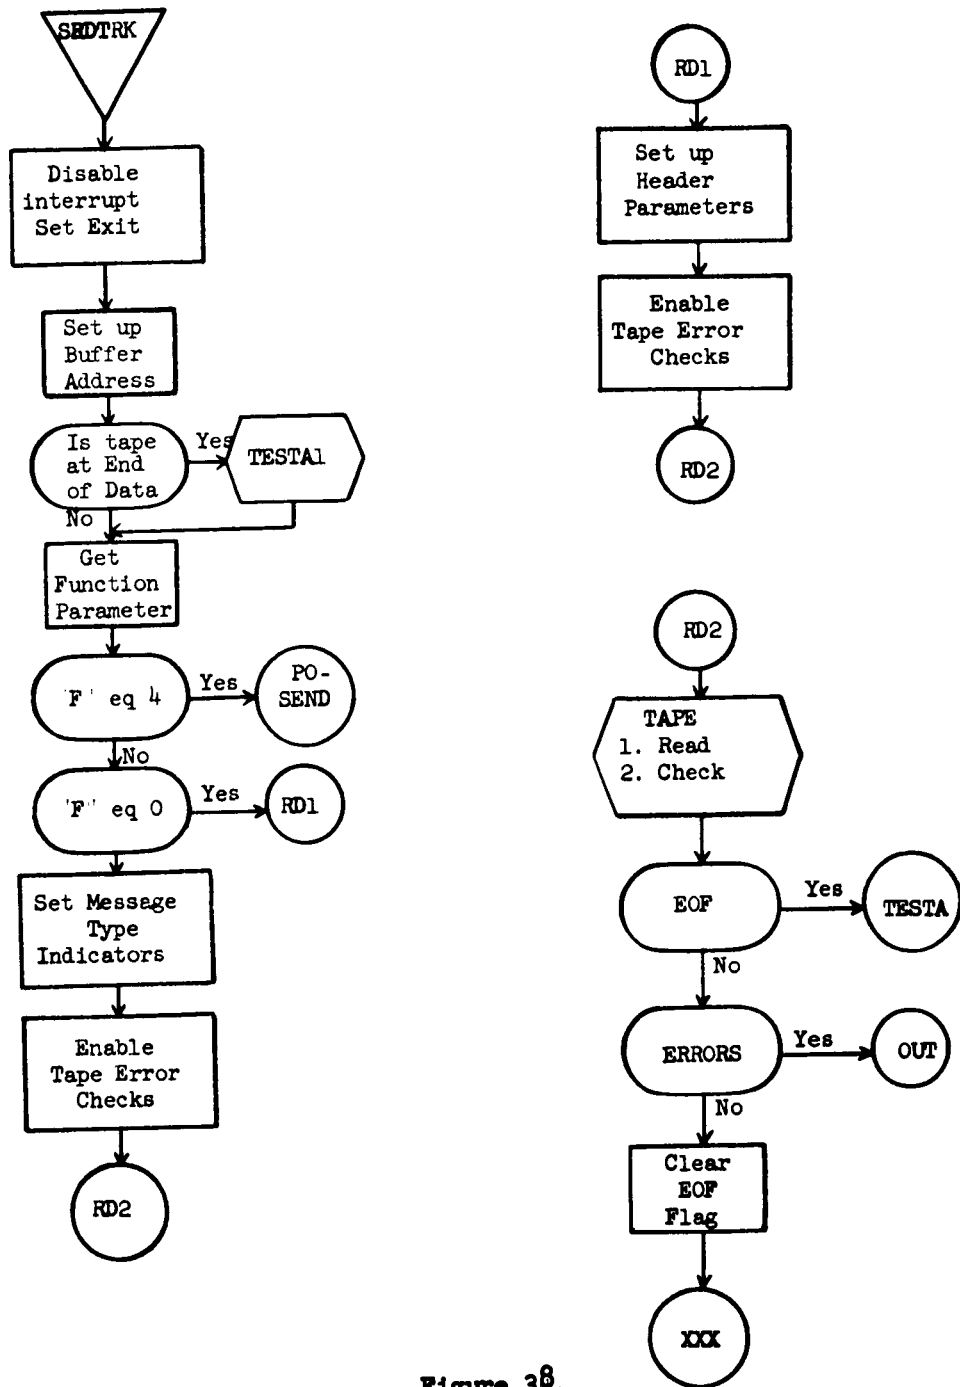 SRDTRK
Disable
interrupt
Set Exit
Set up
Buffer
Address
Is tape
at End
of Data
Yes
TESTA1
No
Get
Function
Parameter
'F' eq 4
Yes
PO-
SEND
No
'F' eq 0
Yes
RD1
Set Message
Type
Indicators
Enable
Tape Error
Checks
RD2
RD1
Set up
Header
Parameters
Enable
Tape Error
Checks
RD2
RD2
TAPE
1. Read
2. Check
EOF
Yes
TESTA
No
ERRORS
Yes
OUT
No
Clear
EOF
Flag
XXX
Figure 38.